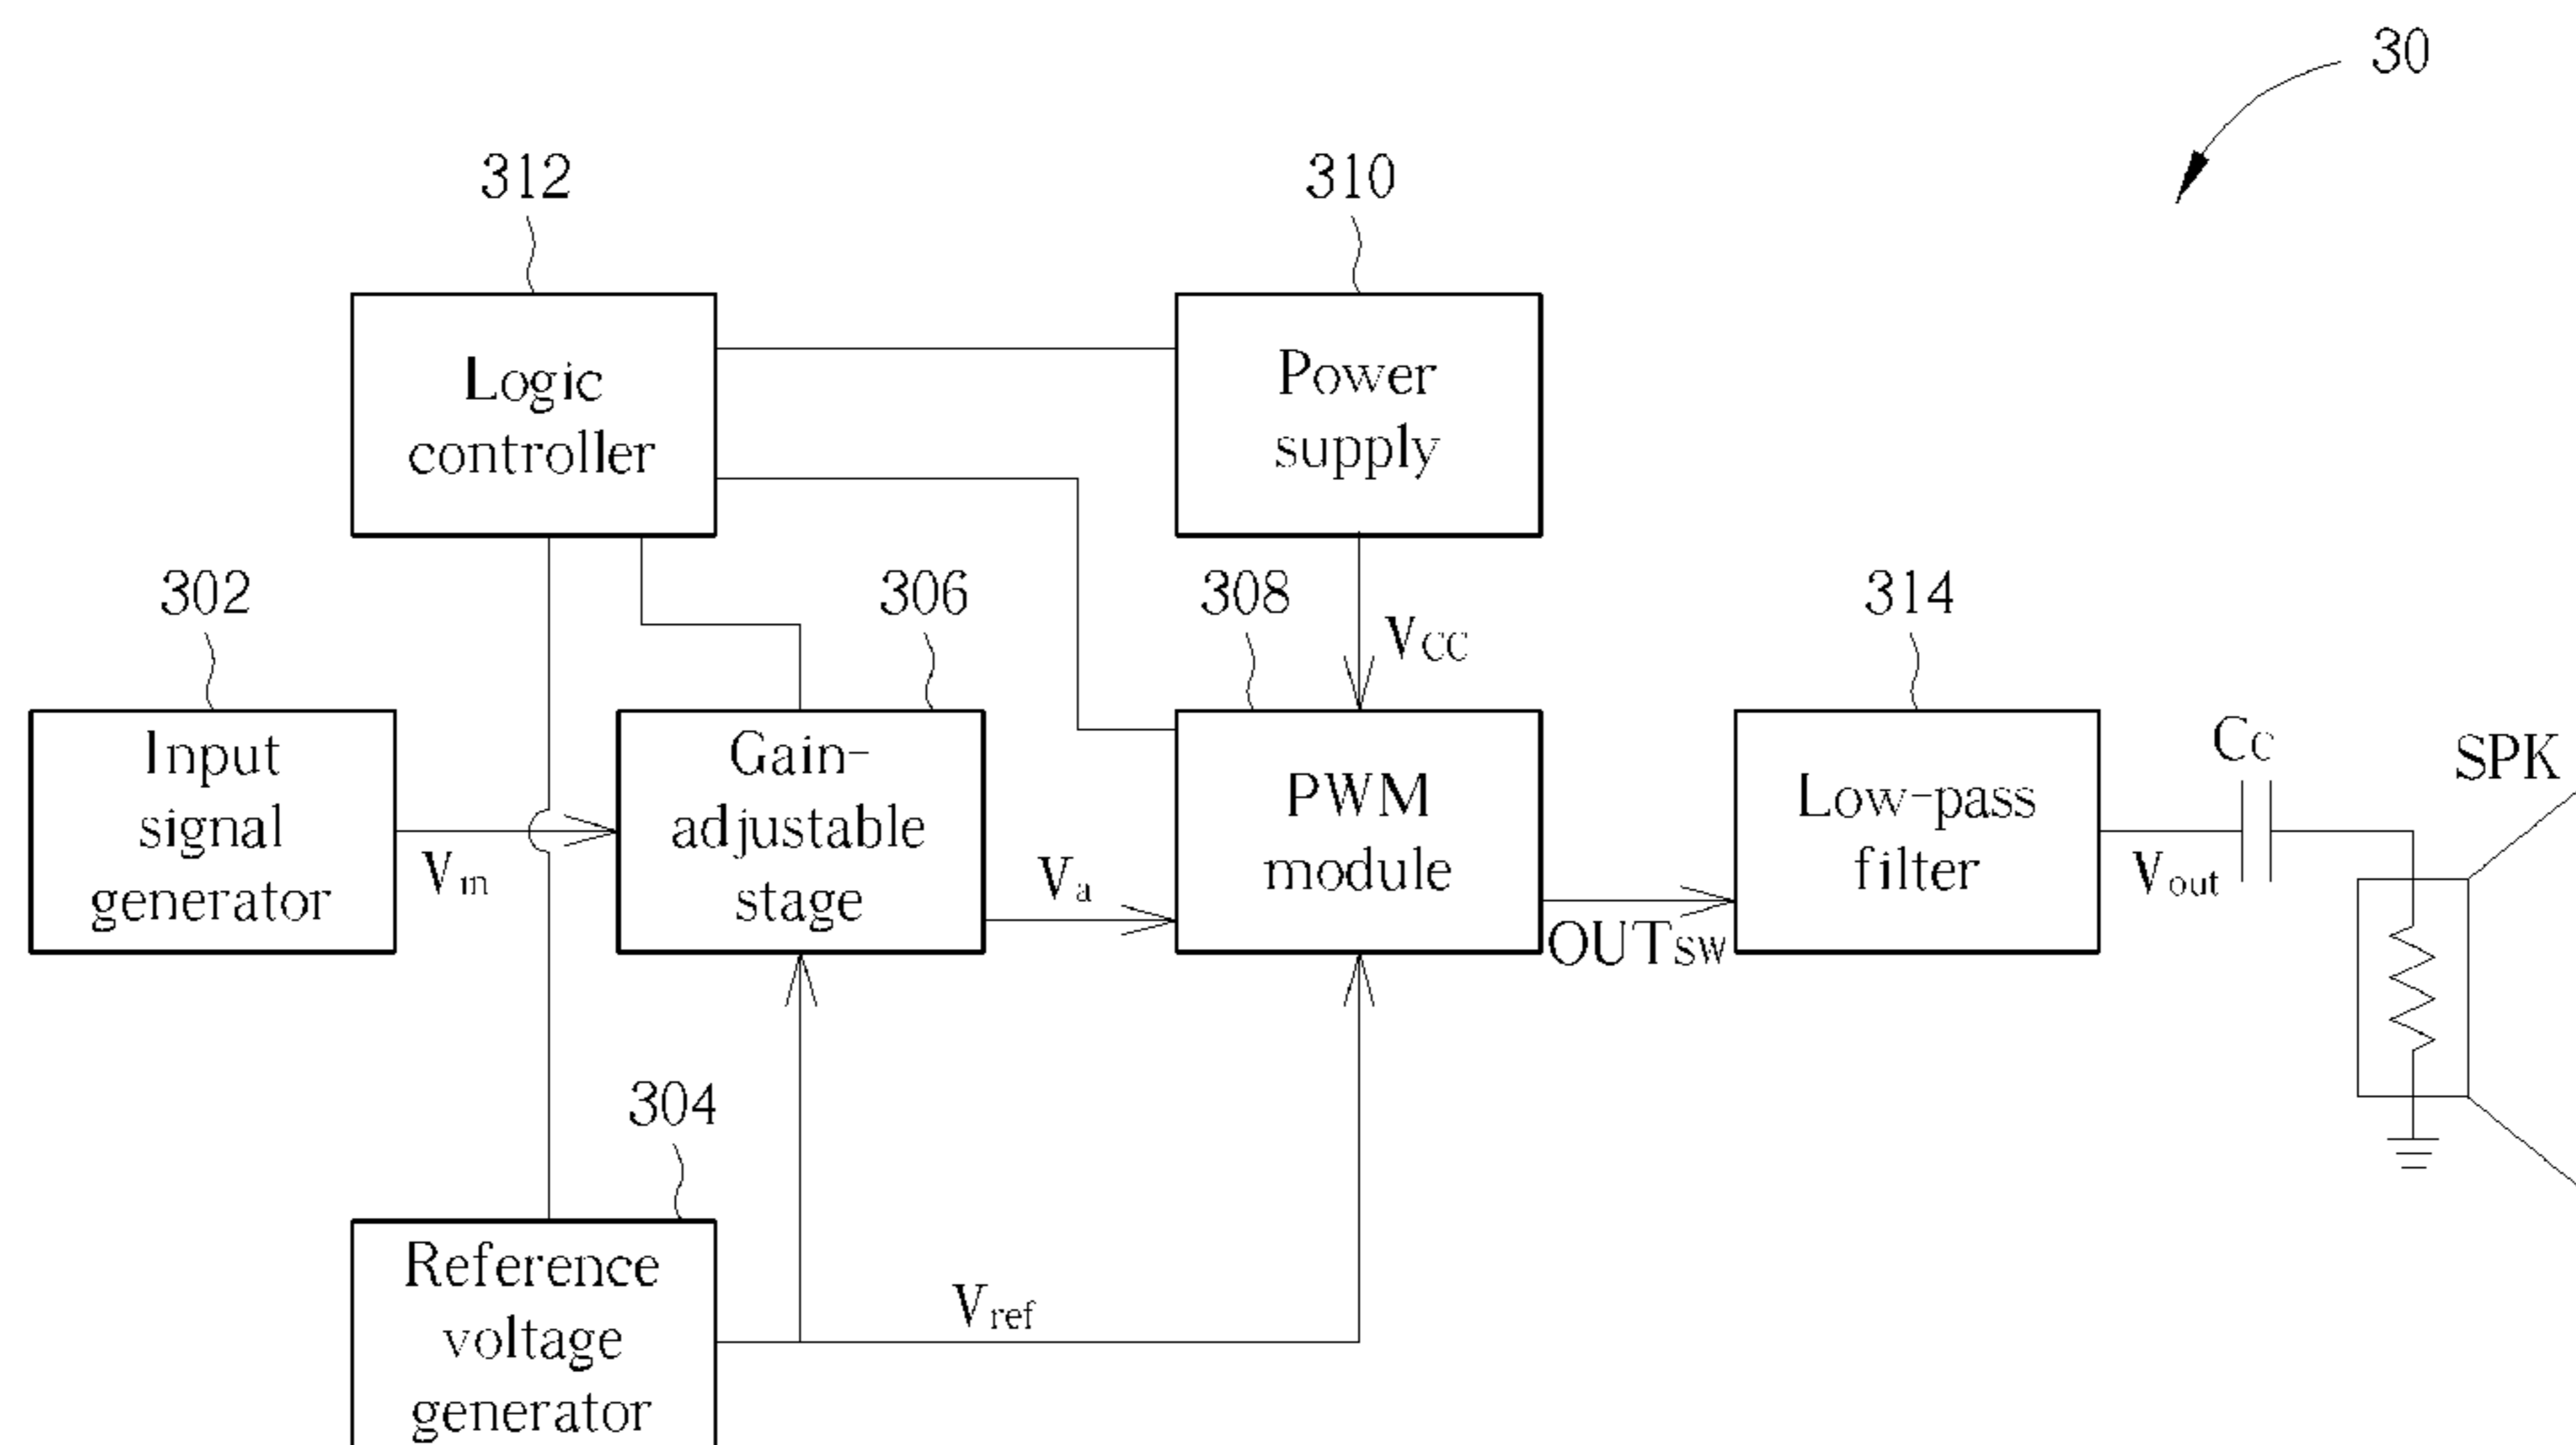 30
312
310
Logic
controller
Power
supply
302
306
308
VCC
314
Input
signal
generator
Vin
Gain-
adjustable
stage
Va
PWM
module
OUTSW
Low-pass
filter
Vout
CC
SPK
304
Reference
voltage
generator
Vref